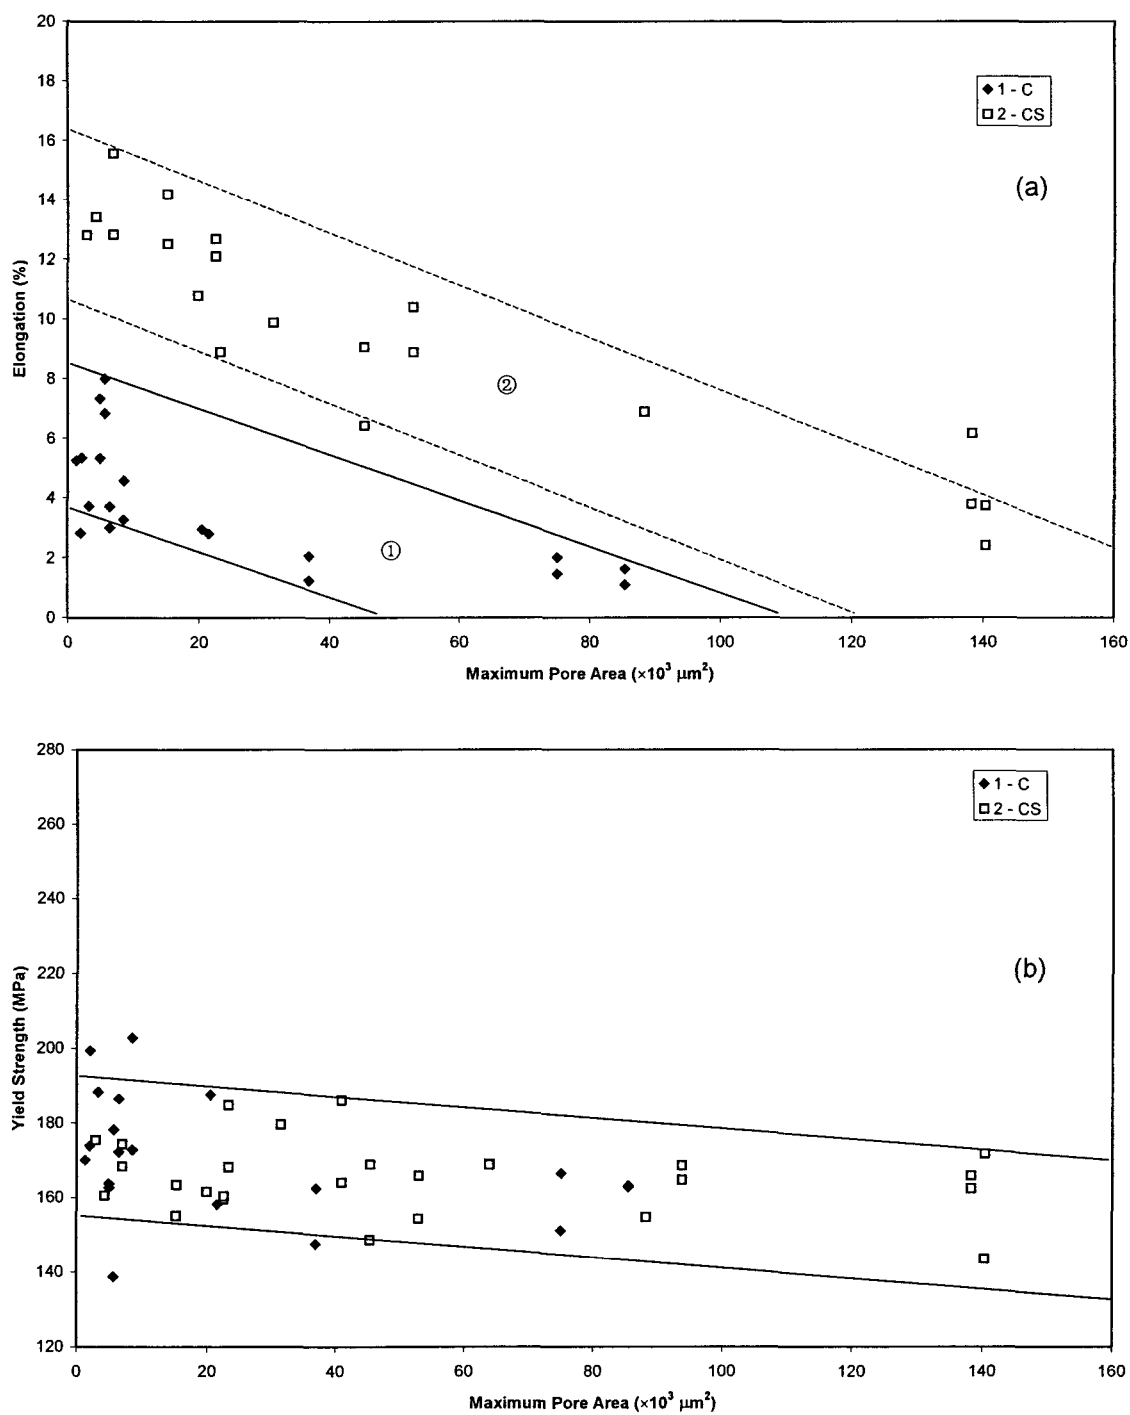 20
18
16
14
12
10
8
6
4
2
0
Elongation (%)
◆ 1 - C
□ 2 - CS
(a)
②
①
0 20 40 60 80 100 120 140 160
Maximum Pore Area (×10³ µm²)
280
260
240
220
200
180
160
140
120
Yield Strength (MPa)
◆ 1 - C
□ 2 - CS
(b)
0 20 40 60 80 100 120 140 160
Maximum Pore Area (×10³ µm²)